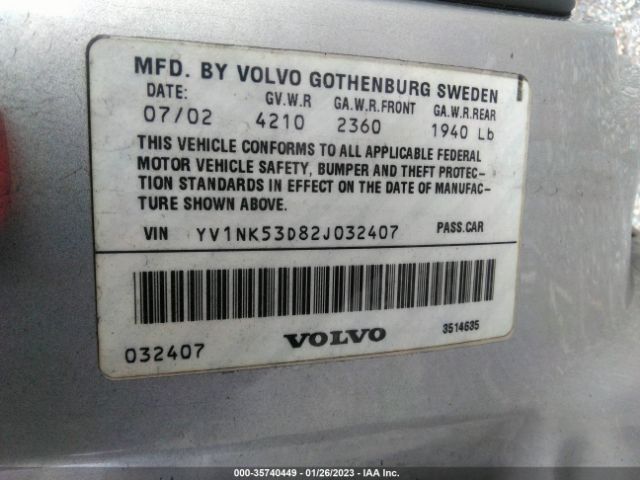 MFD. BY VOLVO GOTHENBURG SWEDEN
DATE: GV.W.R GA.W.R.FRONT GA.W.R.REAR
07/02 4210 2360 1940 Lb
THIS VEHICLE CONFORMS TO ALL APPLICABLE FEDERAL
MOTOR VEHICLE SAFETY, BUMPER AND THEFT PROTEC-
TION STANDARDS IN EFFECT ON THE DATE OF MANUFAC-
TURE SHOWN ABOVE.
VIN YV1NK53D82J032407 PASS.CAR
032407 VOLVO 3514635
000-35740449 - 01/26/2023 - IAA Inc.